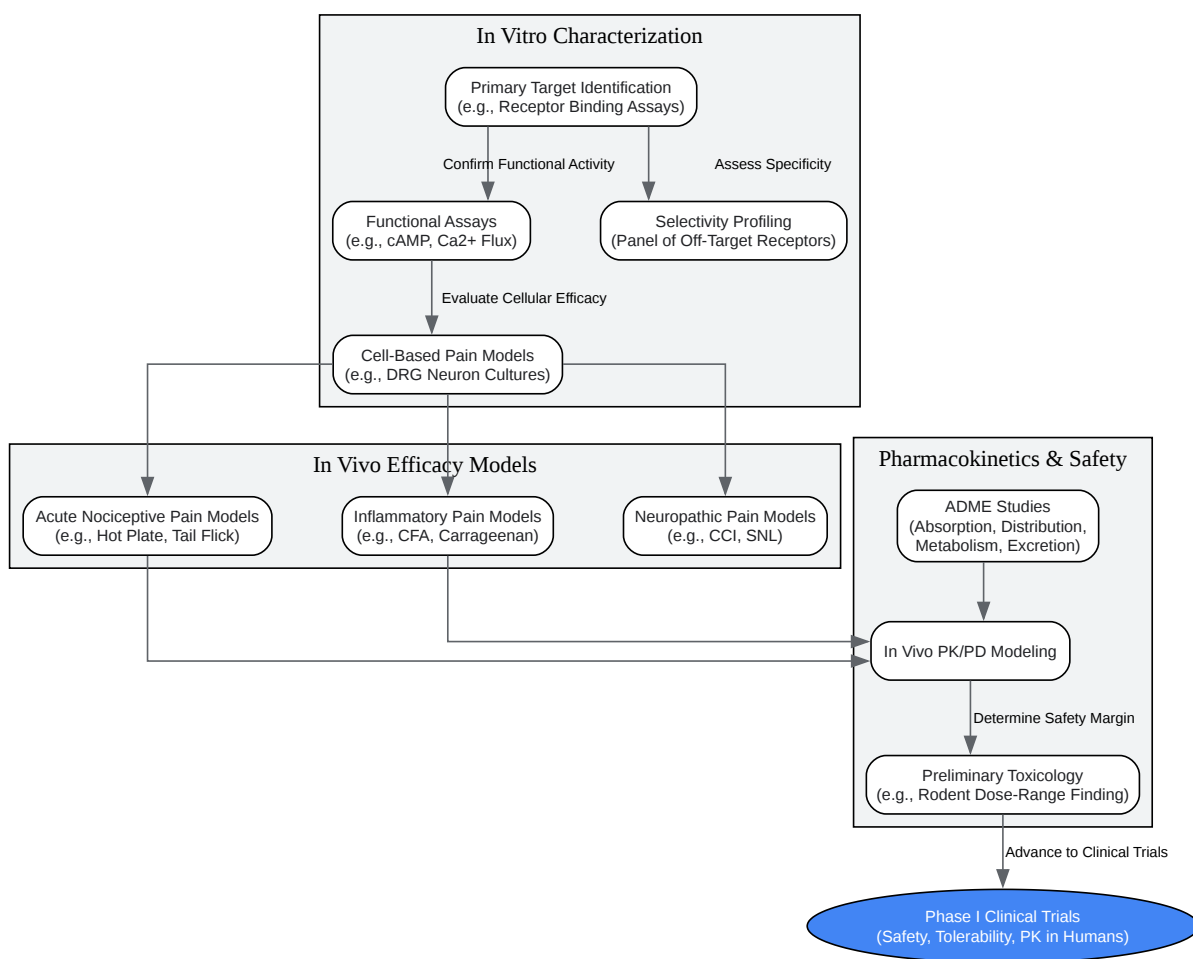 In Vitro Characterization
Primary Target Identification
(e.g., Receptor Binding Assays)
Confirm Functional Activity
Assess Specificity
Functional Assays
(e.g., cAMP, Ca2+ Flux)
Selectivity Profiling
(Panel of Off-Target Receptors)
Evaluate Cellular Efficacy
Cell-Based Pain Models
(e.g., DRG Neuron Cultures)
In Vivo Efficacy Models
Acute Nociceptive Pain Models
(e.g., Hot Plate, Tail Flick)
Inflammatory Pain Models
(e.g., CFA, Carrageenan)
Neuropathic Pain Models
(e.g., CCI, SNL)
Pharmacokinetics & Safety
ADME Studies
(Absorption, Distribution,
Metabolism, Excretion)
In Vivo PK/PD Modeling
Determine Safety Margin
Preliminary Toxicology
(e.g., Rodent Dose-Range Finding)
Advance to Clinical Trials
Phase I Clinical Trials
(Safety, Tolerability, PK in Humans)